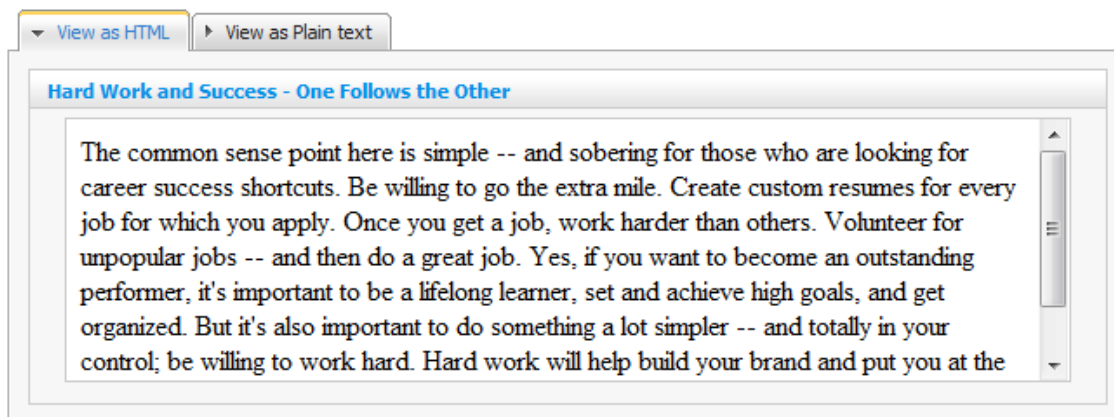 View as HTML View as Plain text
Hard Work and Success - One Follows the Other
The common sense point here is simple -- and sobering for those who are looking for
career success shortcuts. Be willing to go the extra mile. Create custom resumes for every
job for which you apply. Once you get a job, work harder than others. Volunteer for
unpopular jobs -- and then do a great job. Yes, if you want to become an outstanding
performer, it's important to be a lifelong learner, set and achieve high goals, and get
organized. But it's also important to do something a lot simpler -- and totally in your
control; be willing to work hard. Hard work will help build your brand and put you at the